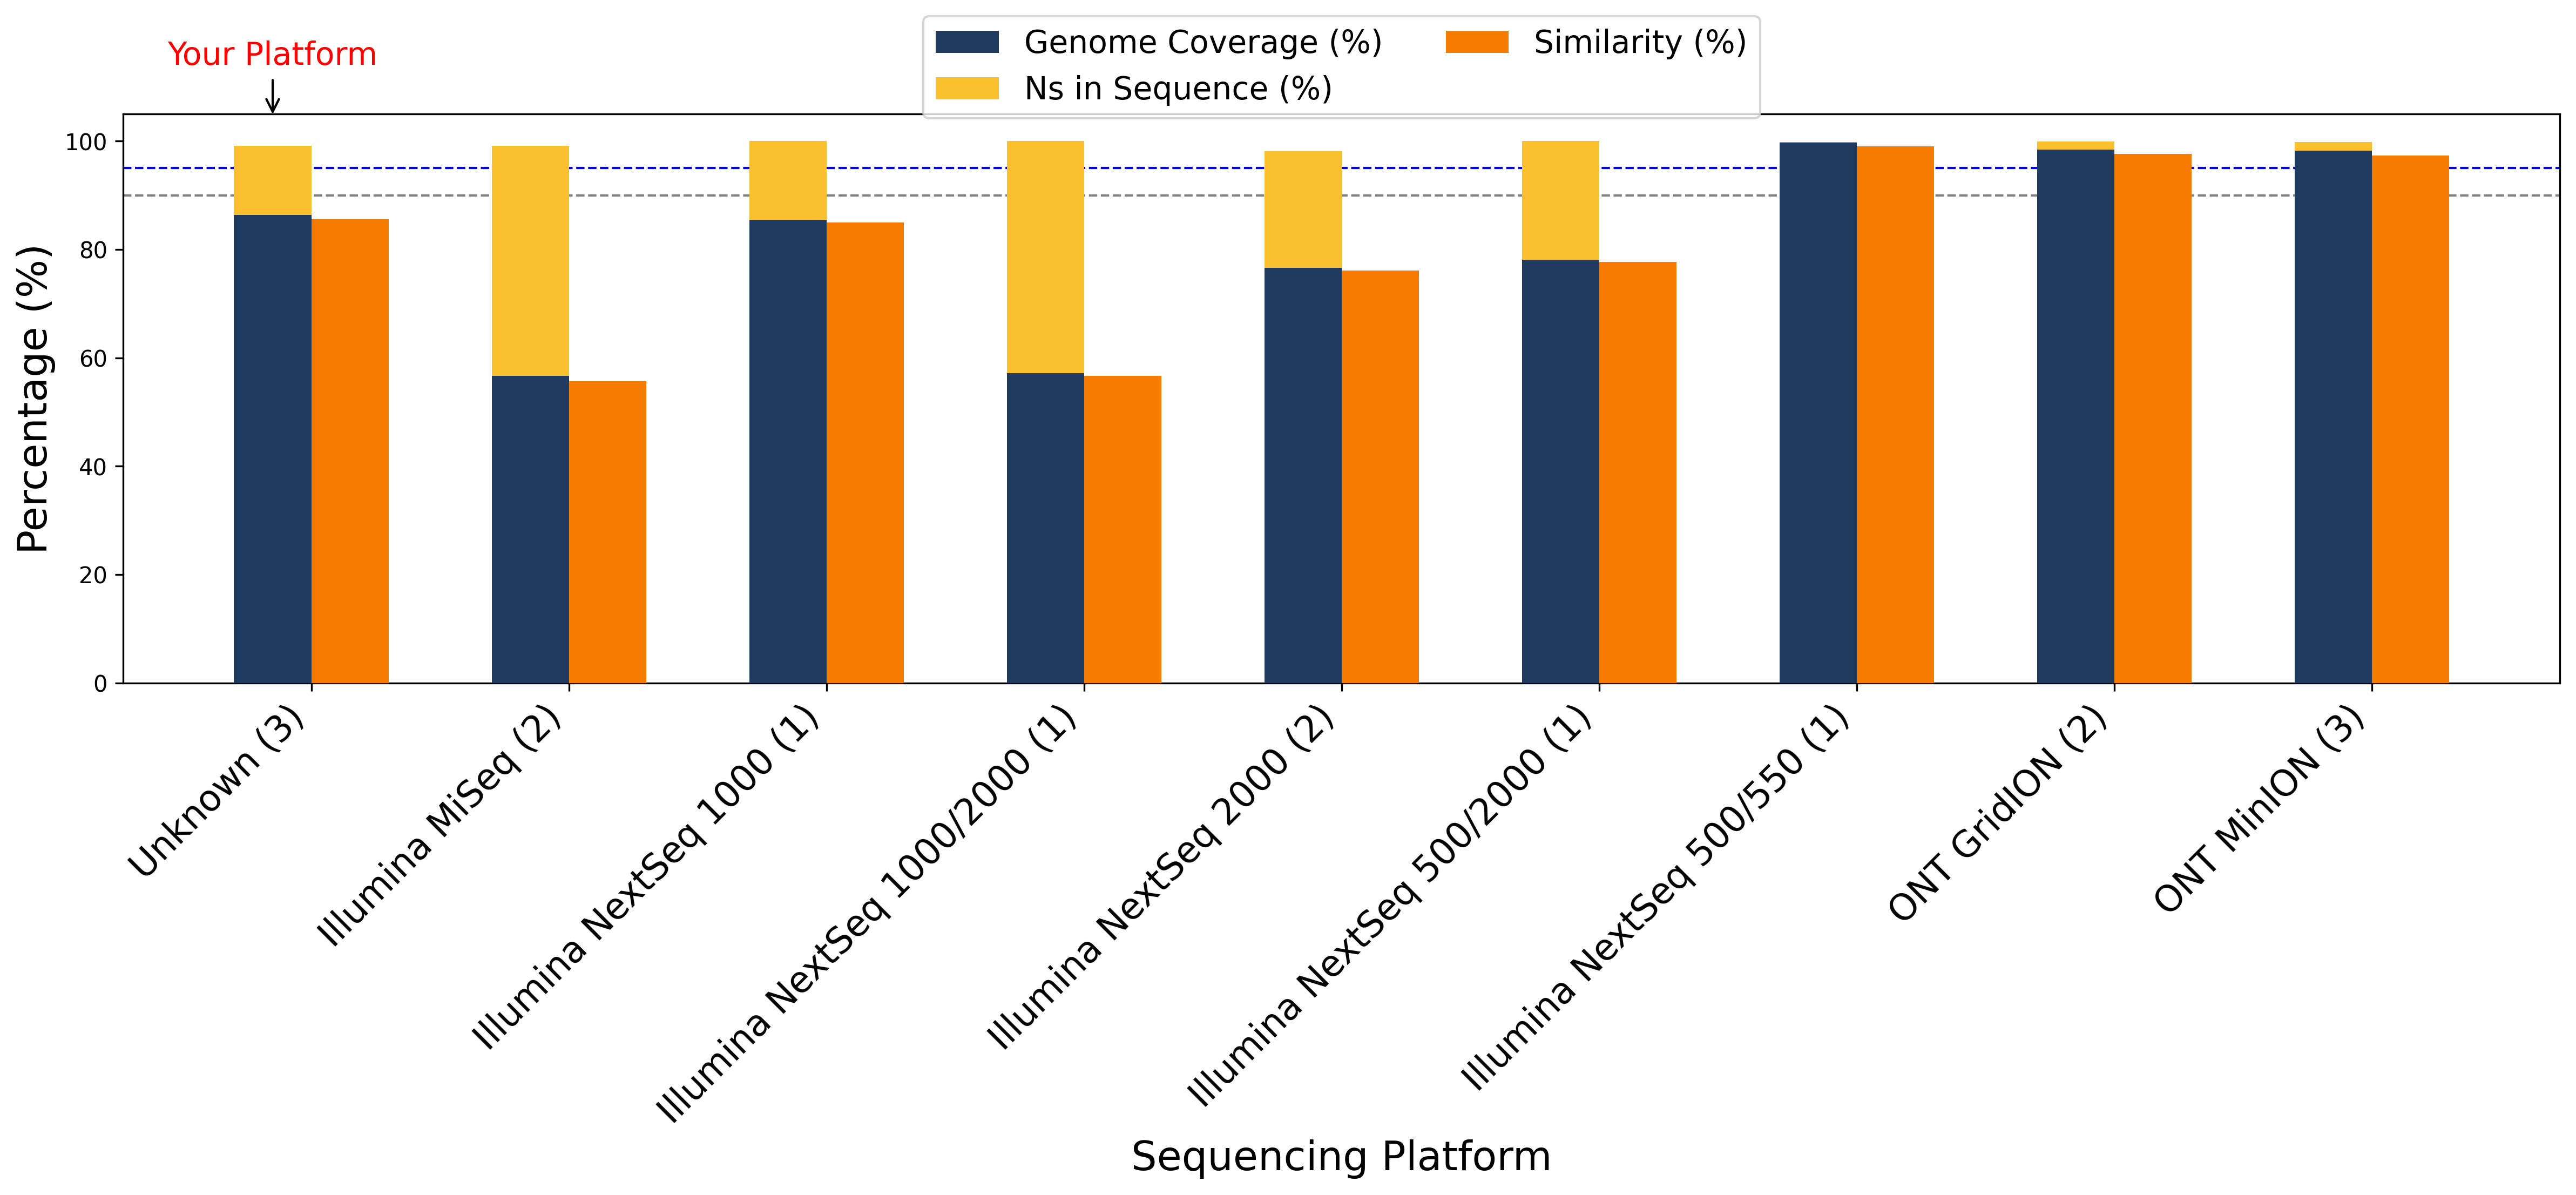 Your Platform
Genome Coverage (%)
Ns in Sequence (%)
Similarity (%)
Percentage (%)
100
80
60
40
20
0
Unknown (3)
Illumina MiSeq (2)
Illumina NextSeq 1000 (1)
Illumina NextSeq 1000/2000 (1)
Illumina NextSeq 2000 (2)
Illumina NextSeq 500/2000 (1)
Illumina NextSeq 500/550 (1)
ONT GridION (2)
ONT MinION (3)
Sequencing Platform